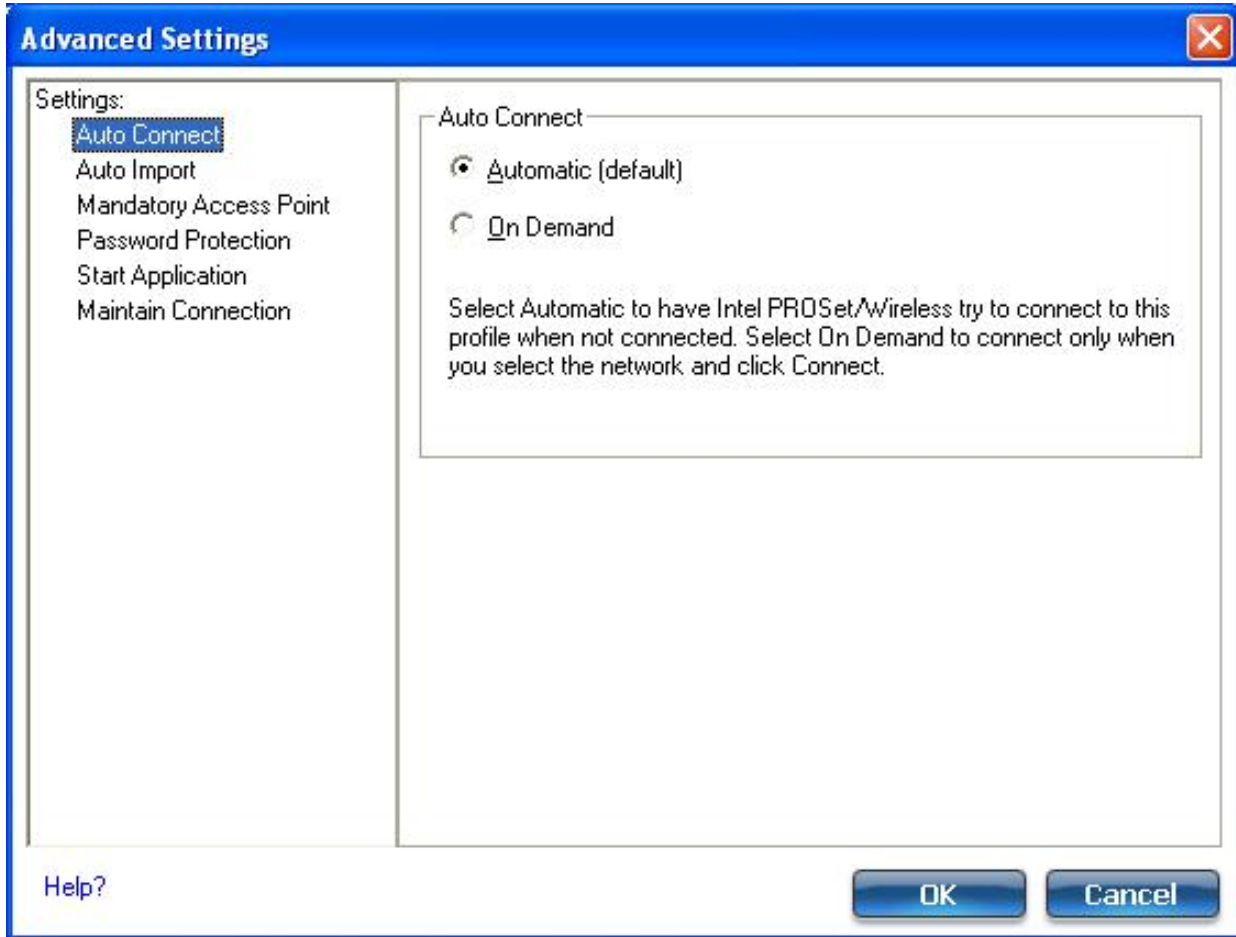 Advanced Settings
Settings:
Auto Connect
Auto Import
Mandatory Access Point
Password Protection
Start Application
Maintain Connection
Auto Connect
Automatic (default)
On Demand
Select Automatic to have Intel PROSet/Wireless try to connect to this
profile when not connected. Select On Demand to connect only when
you select the network and click Connect.
Help?
OK
Cancel